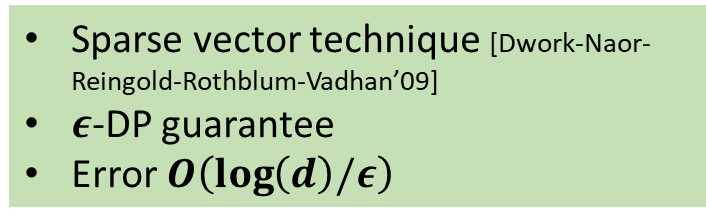 • Sparse vector technique [Dwork-Naor-
Reingold-Rothblum-Vadhan’09]
• ϵ-DP guarantee
• Error O(log(d)/ϵ)